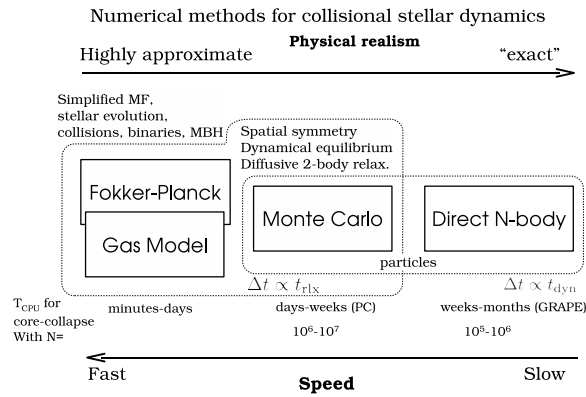 Numerical methods for collisional stellar dynamics
Physical realism
Highly approximate
“exact”
Simplified MF,
stellar evolution,
collisions, binaries, MBH
Spatial symmetry
Dynamical equilibrium
Diffusive 2-body relax.
Fokker-Planck
Gas Model
Monte Carlo
Direct N-body
particles
Δt ∝ t_rlx
Δt ∝ t_dyn
T_CPU for
core-collapse
With N=
minutes-days
days-weeks (PC)
weeks-months (GRAPE)
10⁶-10⁷
10⁵-10⁶
Fast
Slow
Speed